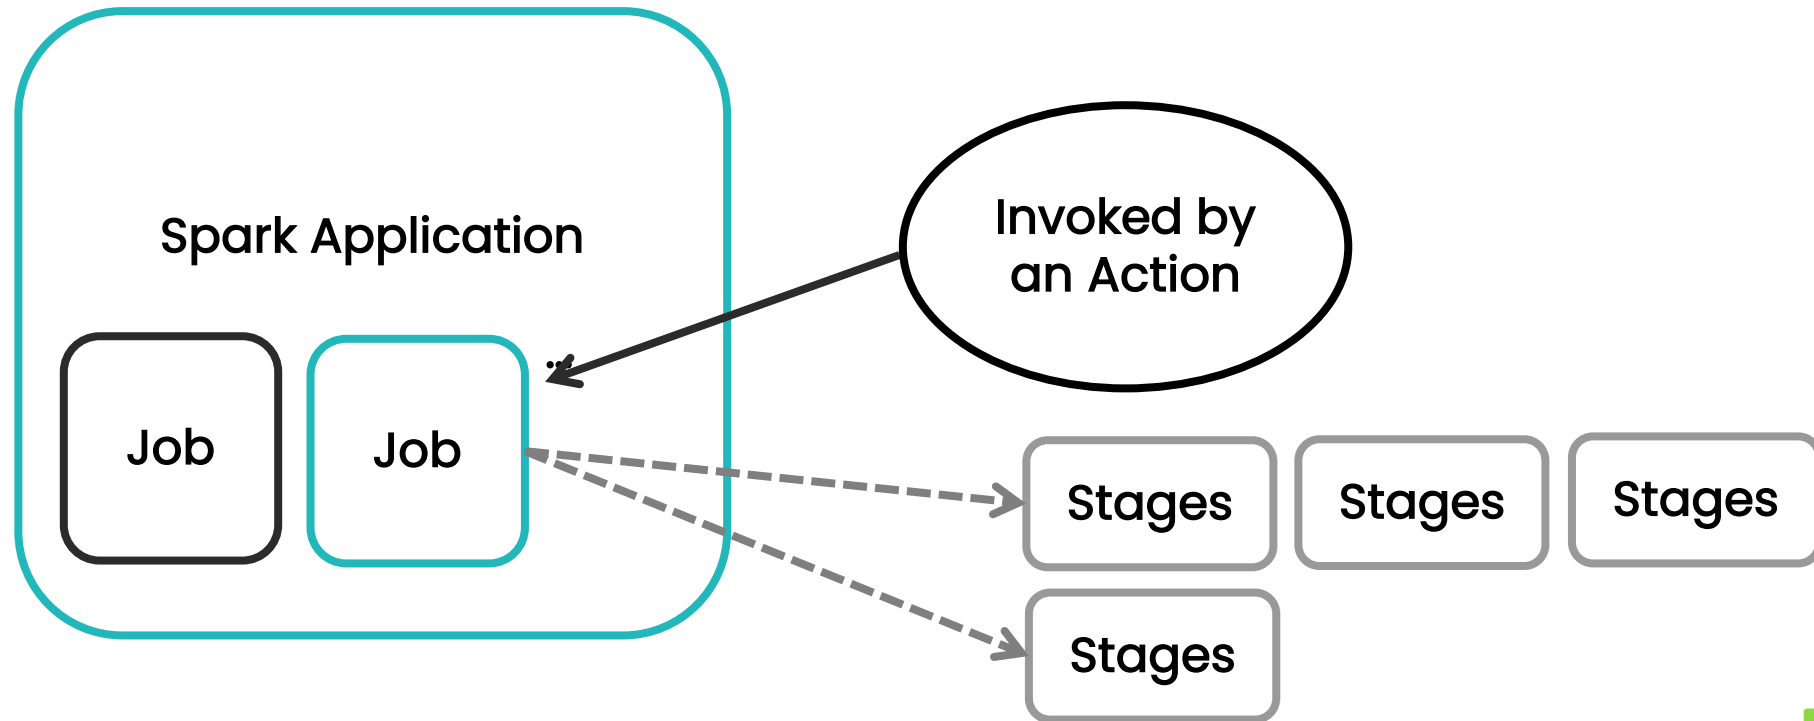 Spark Application
Invoked by
an Action
...
Job
Job
Stages
Stages
Stages
Stages